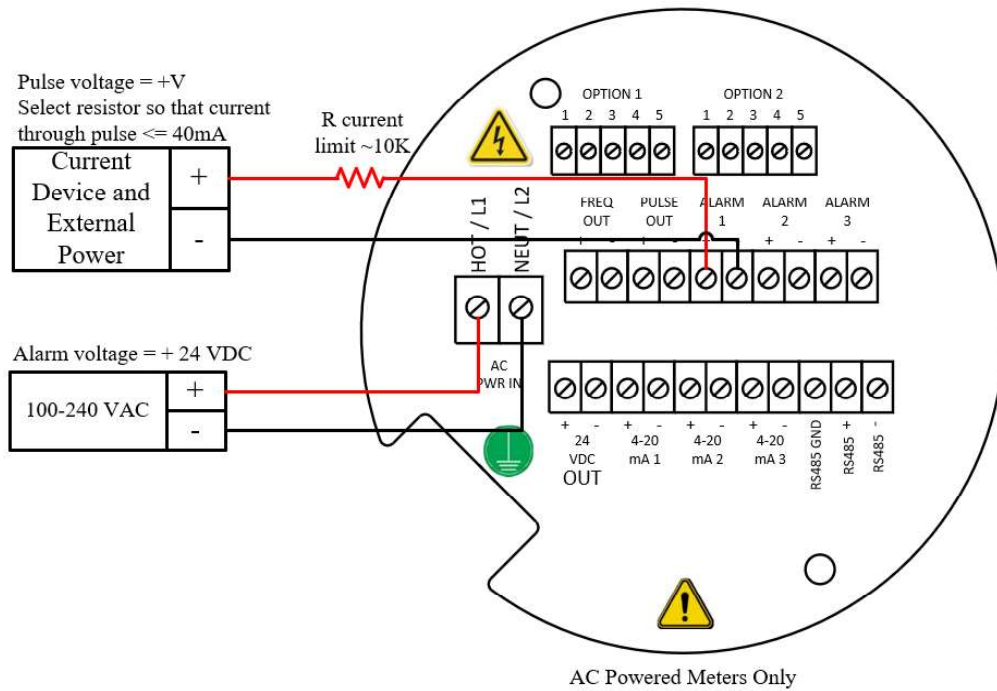 Pulse voltage = +V
Select resistor so that current
through pulse <= 40mA
Current
Device and
External
Power
+
-
R current
limit ~10K
Alarm voltage = + 24 VDC
100-240 VAC
+
-
HOT / L1
NEUT / L2
AC
PWR IN
OPTION 1
1 2 3 4 5
OPTION 2
1 2 3 4 5
FREQ
OUT
+ -
PULSE
OUT
+ -
ALARM
1
+
ALARM
2
+ -
ALARM
3
+ -
+ -
24
VDC
OUT
+ -
4-20
mA 1
+ -
4-20
mA 2
+ -
4-20
mA 3
RS485 GND
RS485 +
RS485 -
AC Powered Meters Only